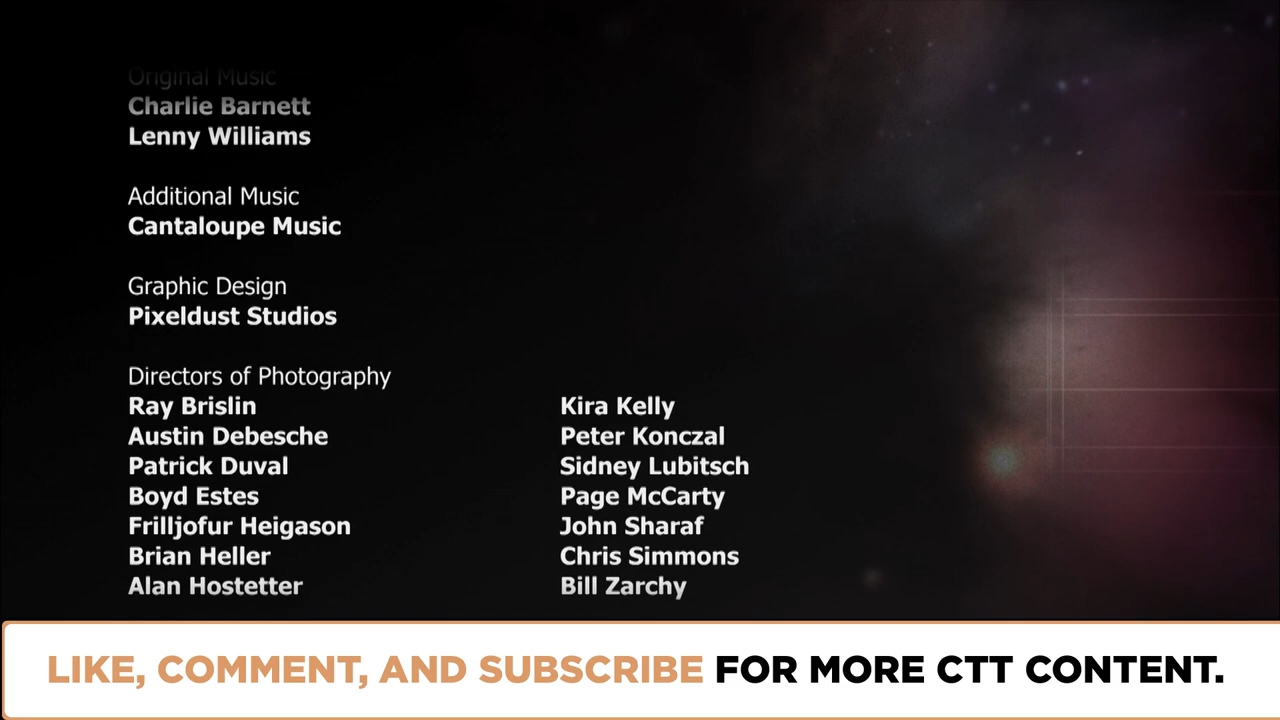 Original Music
Charlie Barnett
Lenny Williams
Additional Music
Cantaloupe Music
Graphic Design
Pixeldust Studios
Directors of Photography
Ray Brislin
Austin Debesche
Patrick Duval
Boyd Estes
Frilljofur Heigason
Brian Heller
Alan Hostetter
Kira Kelly
Peter Konczal
Sidney Lubitsch
Page McCarty
John Sharaf
Chris Simmons
Bill Zarchy
LIKE, COMMENT, AND SUBSCRIBE FOR MORE CTT CONTENT.